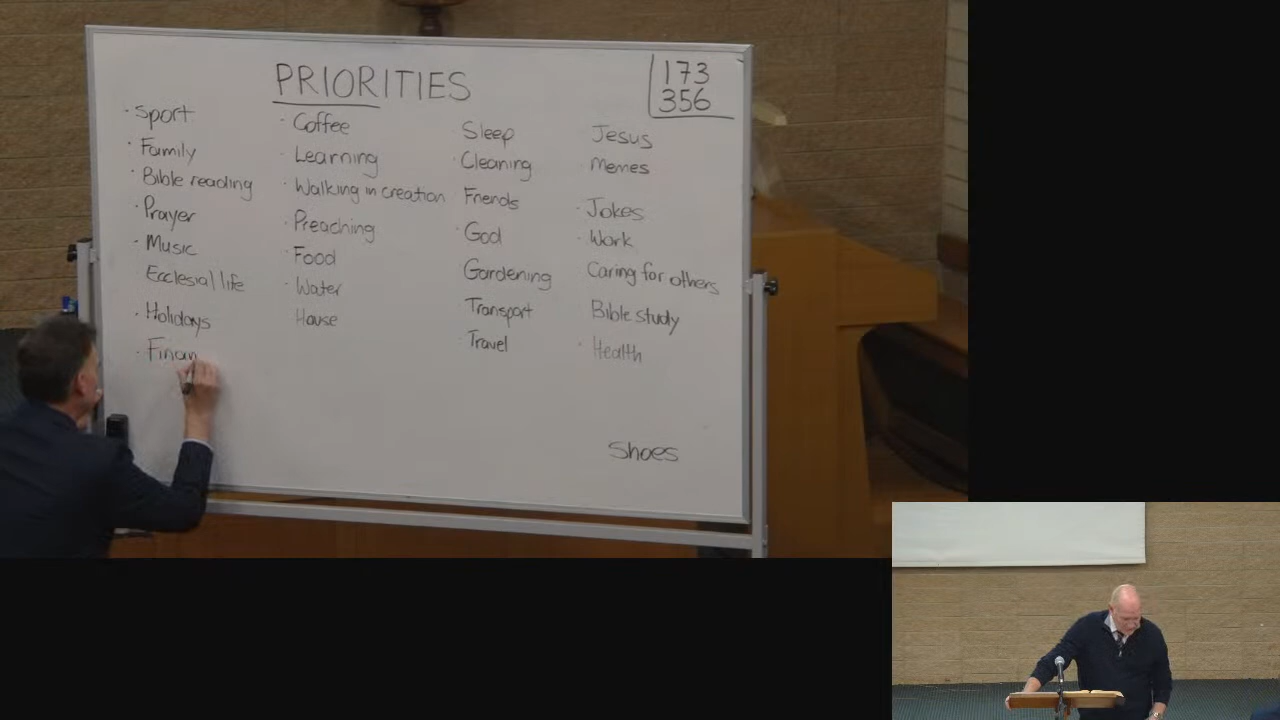 PRIORITIES
173
356
Sport
Family
Bible reading
Prayer
Music
Ecclesial life
Holidays
Finan
Coffee
Learning
Walking in creation
Preaching
Food
Water
House
Sleep
Cleaning
Friends
God
Gardening
Transport
Travel
Jesus
Memes
Jokes
Work
Caring for others
Bible study
Health
Shoes